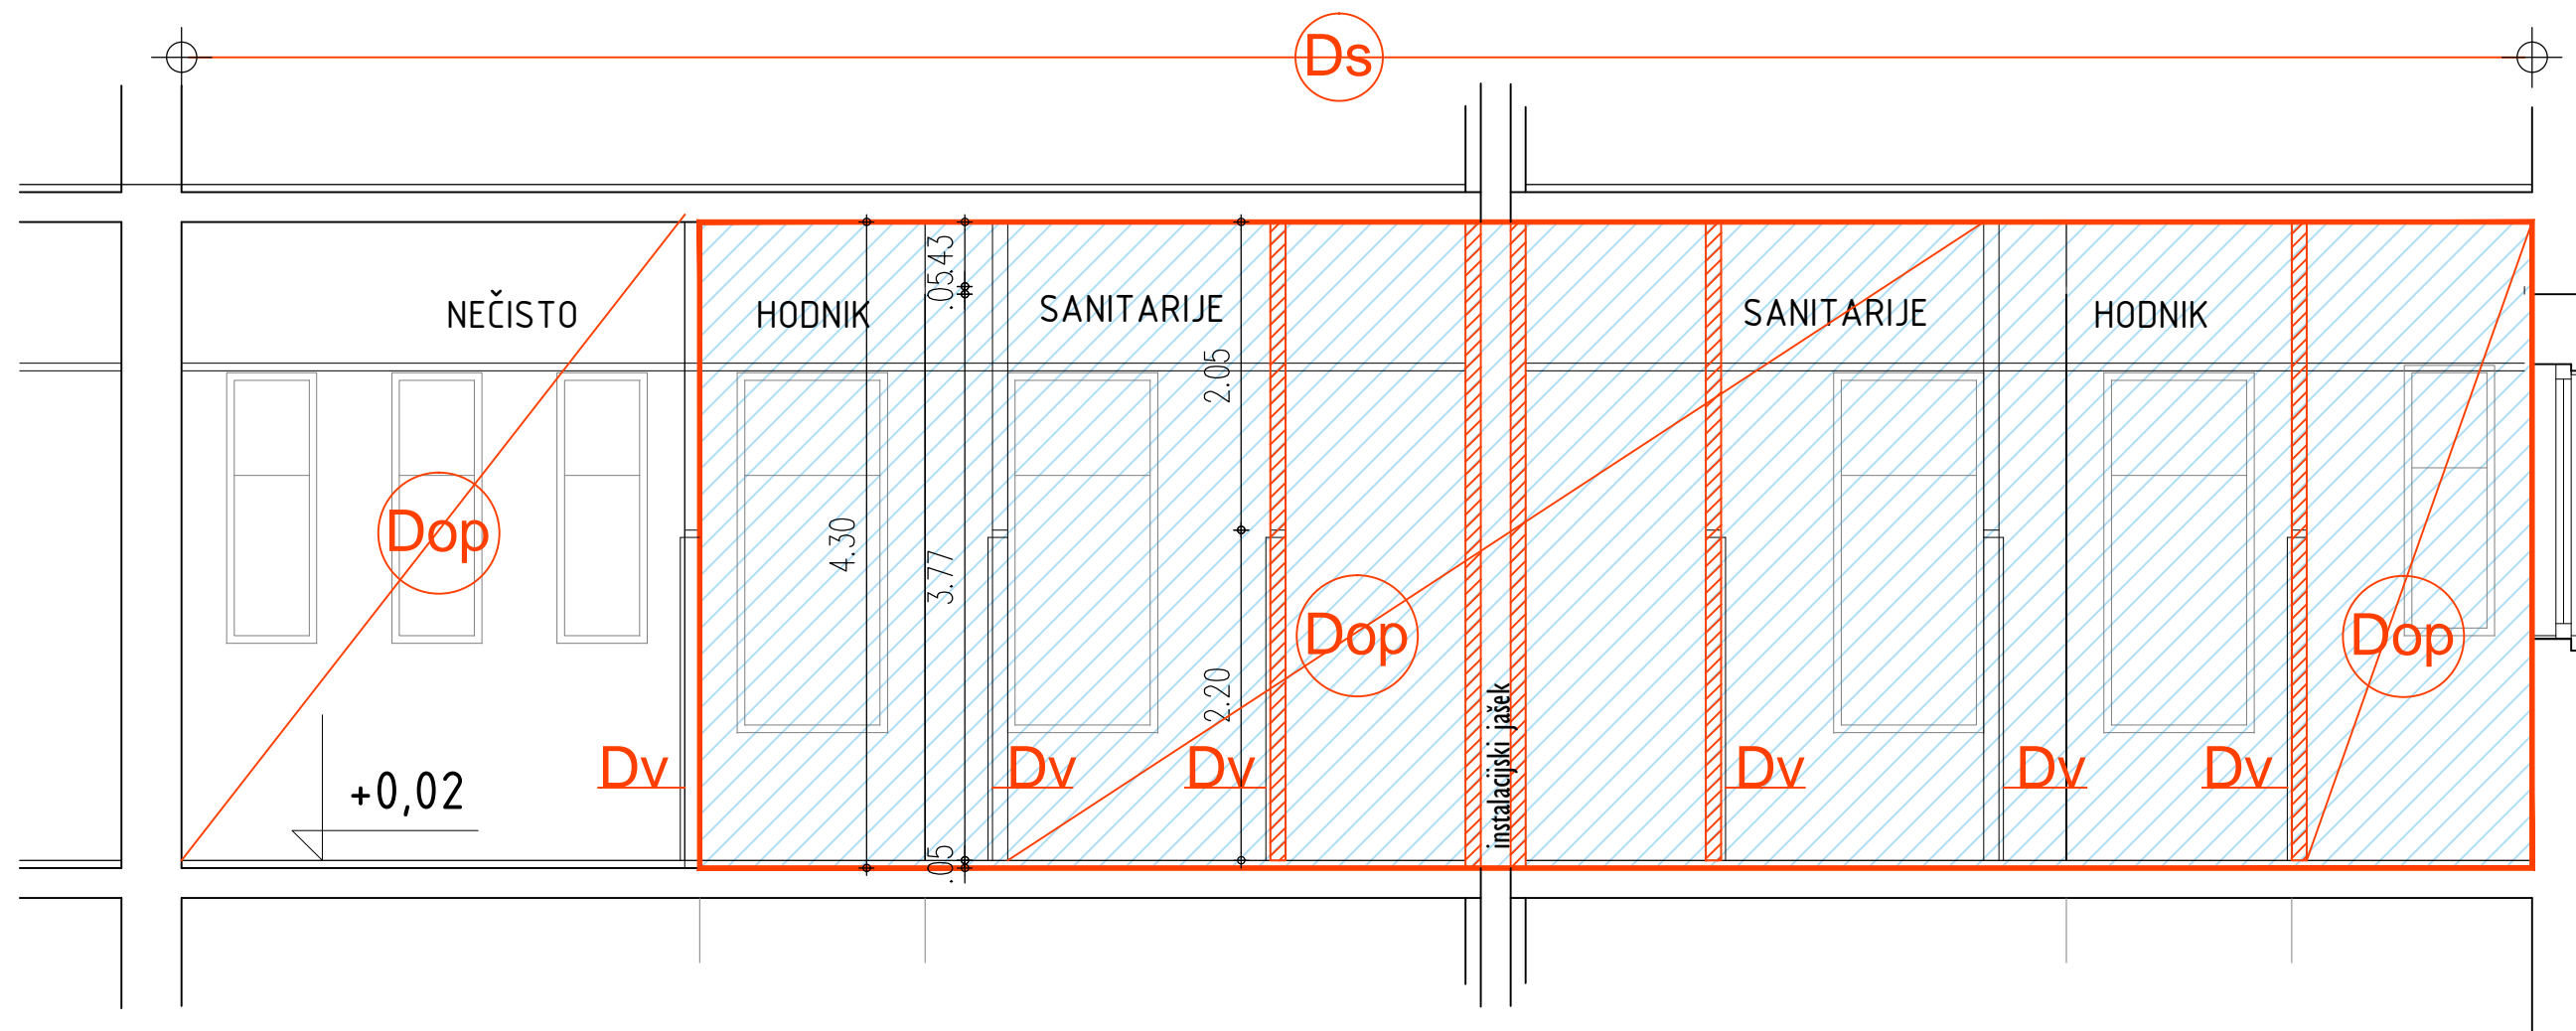 Ds
NEČISTO
HODNIK
SANITARIJE
SANITARIJE
HODNIK
.43
.05
2.05
4.30
3.77
2.20
.05
Dop
Dop
Dop
instalacijski jašek
Dv
Dv
Dv
Dv
Dv
Dv
+0,02